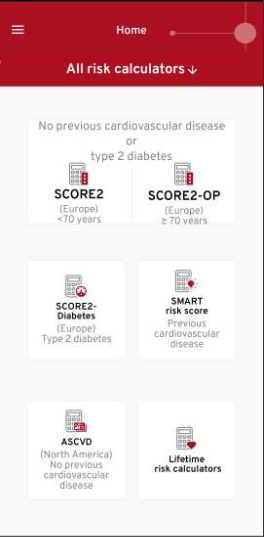 Home
All risk calculators ↓
No previous cardiovascular disease
or
type 2 diabetes
SCORE2
(Europe)
<70 years
SCORE2-OP
(Europe)
≥ 70 years
SCORE2-
Diabetes
(Europe)
Type 2 diabetes
SMART
risk score
Previous
cardiovascular
disease
ASCVD
(North America)
No previous
cardiovascular
disease
Lifetime
risk calculators